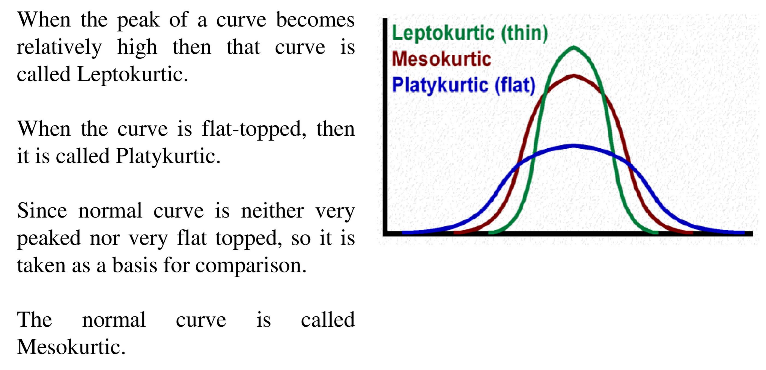 When the peak of a curve becomes
relatively high then that curve is
called Leptokurtic.
When the curve is flat-topped, then
it is called Platykurtic.
Since normal curve is neither very
peaked nor very flat topped, so it is
taken as a basis for comparison.
The normal curve is called
Mesokurtic.
Leptokurtic (thin)
Mesokurtic
Platykurtic (flat)